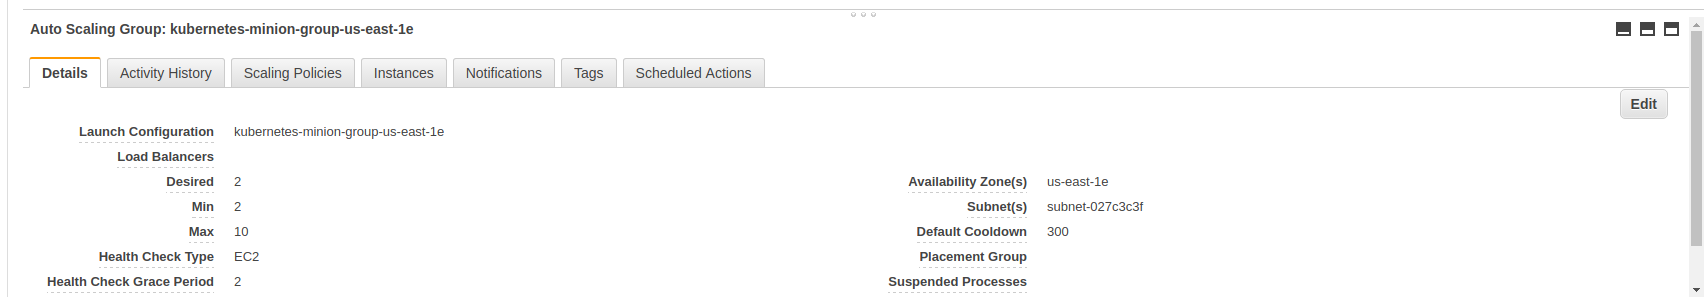 Auto Scaling Group: kubernetes-minion-group-us-east-1e
Details Activity History Scaling Policies Instances Notifications Tags Scheduled Actions
Edit
Launch Configuration kubernetes-minion-group-us-east-1e
Load Balancers
Desired 2 Availability Zone(s) us-east-1e
Min 2 Subnet(s) subnet-027c3c3f
Max 10 Default Cooldown 300
Health Check Type EC2 Placement Group
Health Check Grace Period 2 Suspended Processes